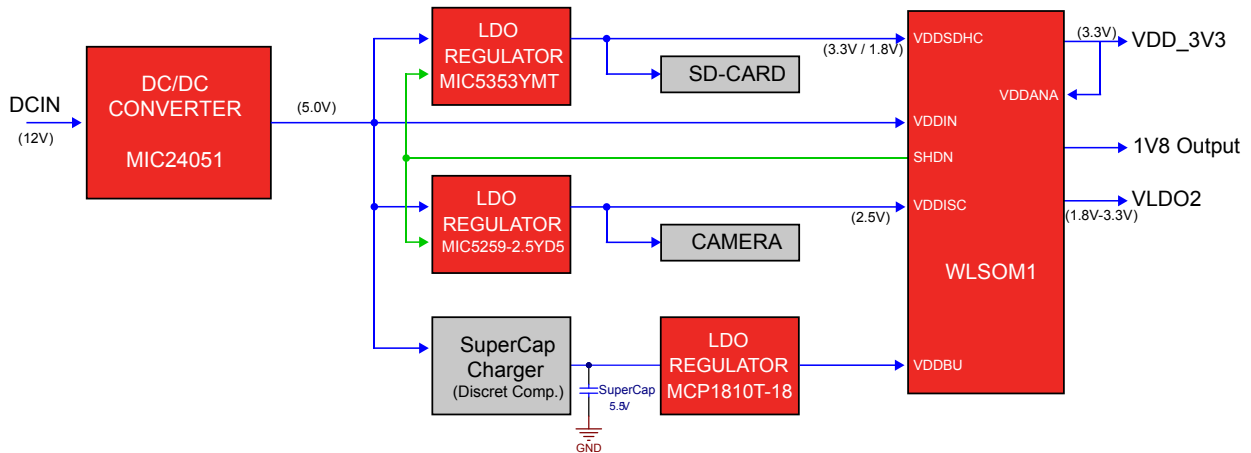 DCIN
(12V)
DC/DC
CONVERTER
MIC24051
(5.0V)
LDO
REGULATOR
MIC5353YMT
(3.3V / 1.8V)
SD-CARD
LDO
REGULATOR
MIC5259-2.5YD5
(2.5V)
CAMERA
SuperCap
Charger
(Discret Comp.)
SuperCap
5.5V
GND
LDO
REGULATOR
MCP1810T-18
VDDSDHC
VDDANA
VDDIN
SHDN
VDDISC
WLSOM1
VDDBU
(3.3V)
VDD_3V3
1V8 Output
VLDO2
(1.8V-3.3V)